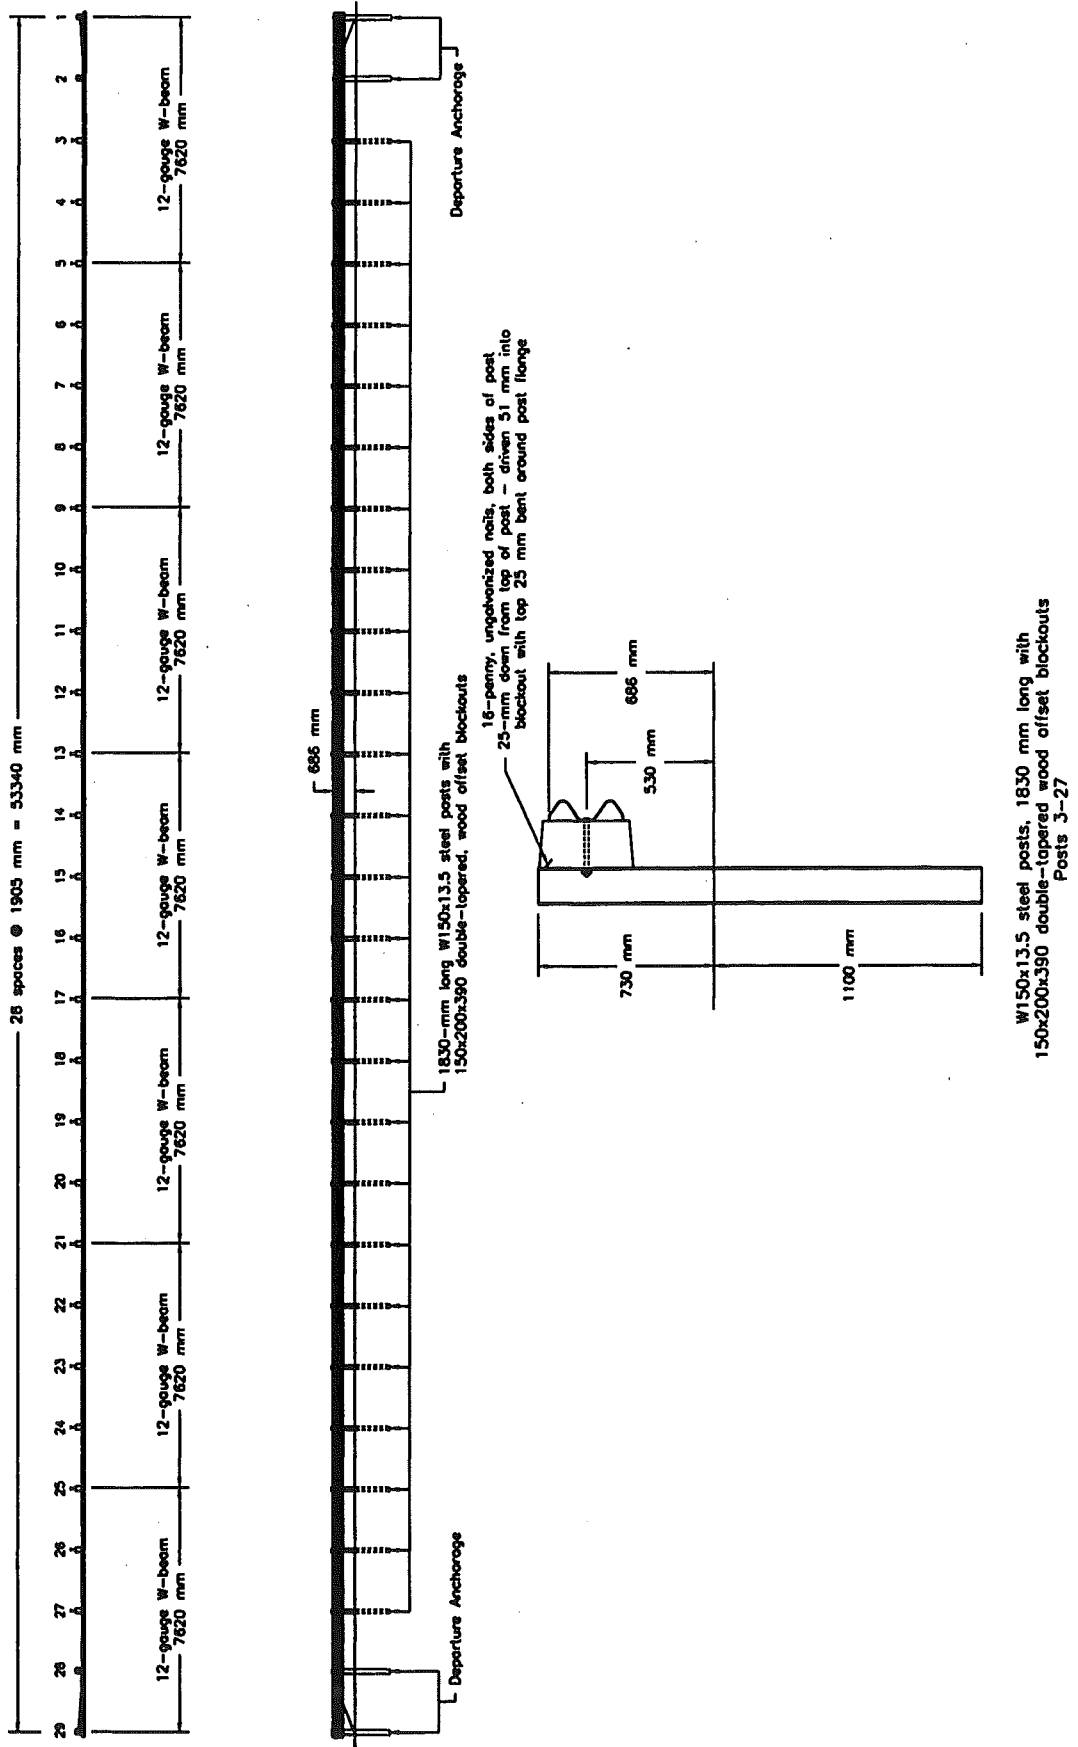 28 spaces @ 1905 mm = 53340 mm
29 28 27 26 25 24 23 22 21 20 19 18 17 16 15 14 13 12 11 10 9 8 7 6 5 4 3 2 1
12-gauge W-beam 12-gauge W-beam 12-gauge W-beam 12-gauge W-beam 12-gauge W-beam 12-gauge W-beam 12-gauge W-beam
7620 mm 7620 mm 7620 mm 7620 mm 7620 mm 7620 mm 7620 mm
686 mm
Departure Anchorage
1830-mm long W150x13.5 steel posts with
150x200x390 double-tapered, wood offset blockouts
Departure Anchorage
16-penny, ungalvanized nails, both sides of post
25-mm down from top of post - driven 51 mm into
blockout with top 25 mm bent around post flange
730 mm
1100 mm
530 mm
686 mm
W150x13.5 steel posts, 1830 mm long with
150x200x390 double-tapered wood offset blockouts
Posts 3-27